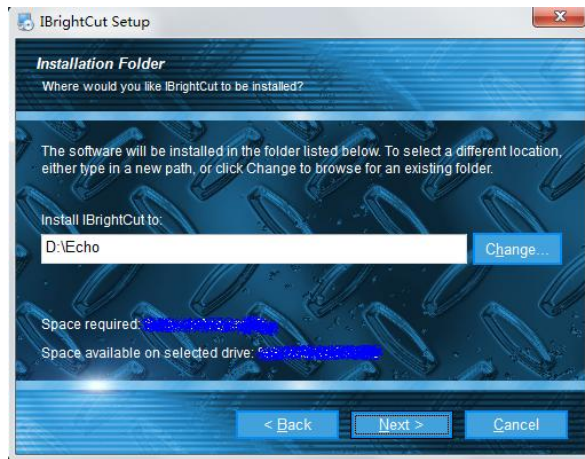 IBrightCut Setup
Installation Folder
Where would you like IBrightCut to be installed?
The software will be installed in the folder listed below. To select a different location,
either type in a new path, or click Change to browse for an existing folder.
Install IBrightCut to:
D:\Echo
Change...
Space required:
Space available on selected drive:
< Back
Next >
Cancel